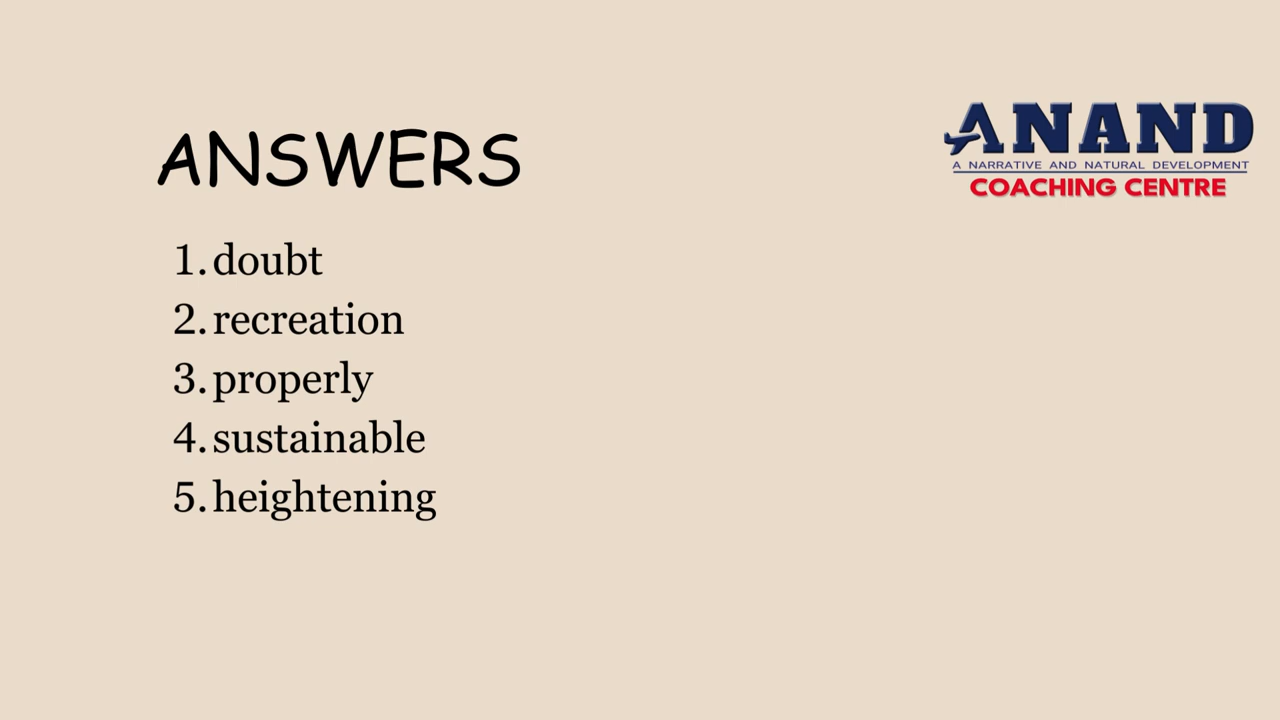 ANAND
A NARRATIVE AND NATURAL DEVELOPMENT
COACHING CENTRE
ANSWERS
1. doubt
2. recreation
3. properly
4. sustainable
5. heightening